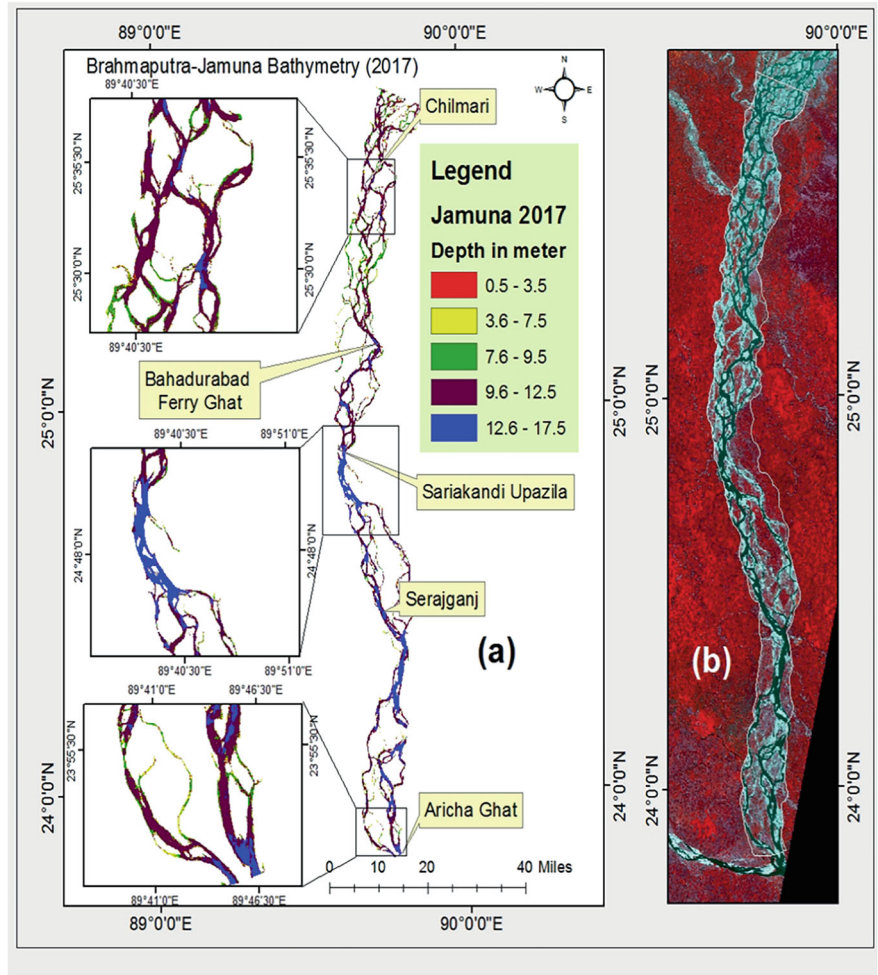 89°0'0"E
90°0'0"E
90°0'0"E
Brahmaputra-Jamuna Bathymetry (2017)
N
W
E
S
89°40'30"E
25°35'30"N
25°35'30"N
25°30'0"N
25°30'0"N
89°40'30"E
Chilmari
Legend
Jamuna 2017
Depth in meter
0.5 - 3.5
3.6 - 7.5
7.6 - 9.5
9.6 - 12.5
12.6 - 17.5
Bahadurabad
Ferry Ghat
25°0'0"N
25°0'0"N
25°0'0"N
25°0'0"N
89°40'30"E
89°51'0"E
24°48'0"N
24°48'0"N
89°40'30"E
89°51'0"E
Sariakandi Upazila
Serajganj
(a)
(b)
89°41'0"E
89°46'30"E
23°55'30"N
23°55'30"N
89°41'0"E
89°46'30"E
24°0'0"N
24°0'0"N
24°0'0"N
24°0'0"N
Aricha Ghat
0 10 20 40 Miles
89°0'0"E
90°0'0"E